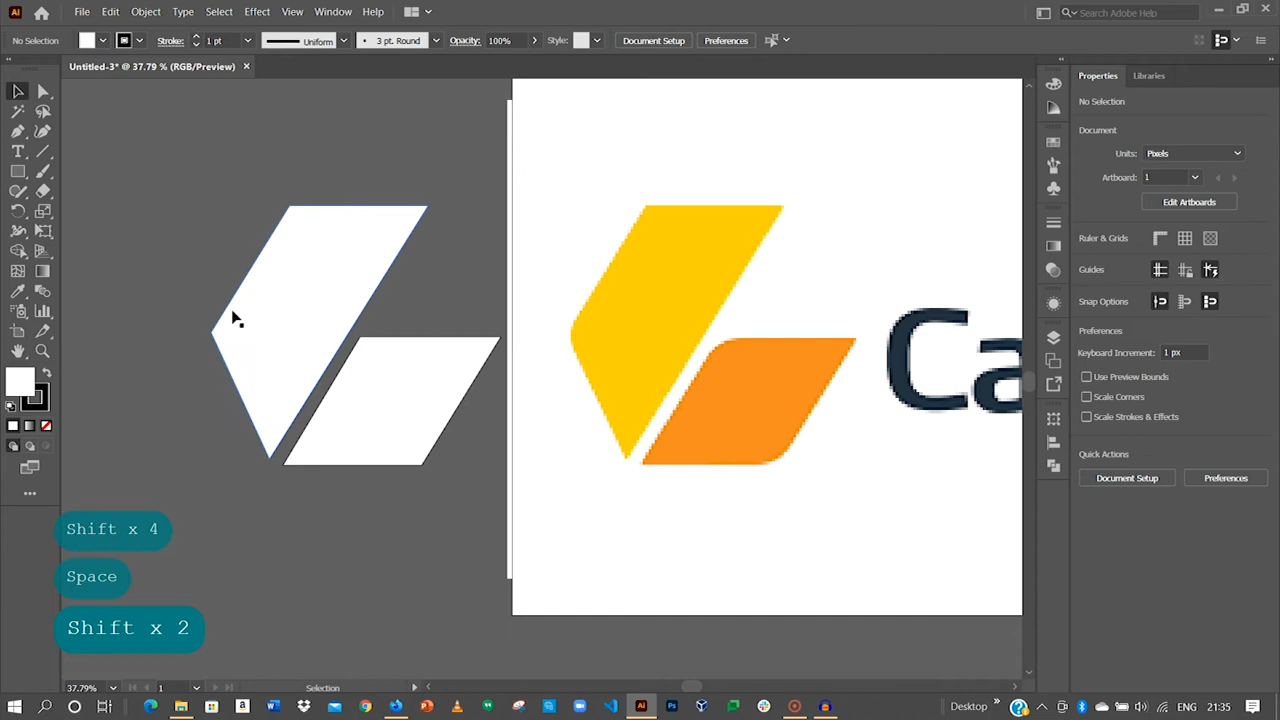 Ai File Edit Object Type Select Effect View Window Help Search Adobe Help
No Selection Stroke: 1 pt Uniform 3 pt. Round Opacity: 100% Style: Document Setup Preferences
Untitled-3* @ 37.79 % (RGB/Preview) ×
Properties Libraries
No Selection
Document
Units: Pixels
Artboard: 1
Edit Artboards
Ruler & Grids
Guides
Snap Options
Preferences
Keyboard Increment: 1 px
Use Preview Bounds
Scale Corners
Scale Strokes & Effects
Quick Actions
Document Setup Preferences
Ca
Shift x 4
Space
Shift x 2
37.79% 1 Selection
Desktop ENG 21:35